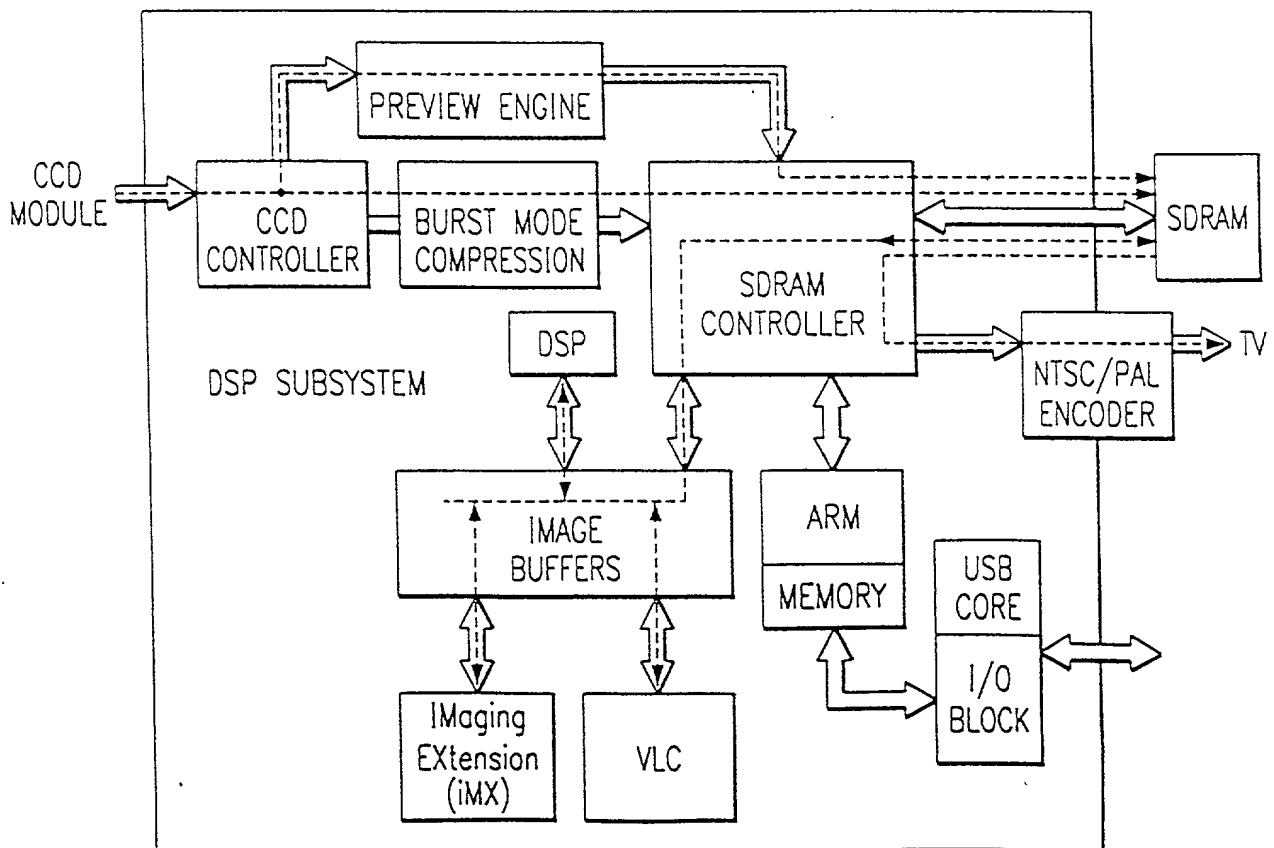 PREVIEW ENGINE
CCD
MODULE
CCD
CONTROLLER
BURST MODE
COMPRESSION
SDRAM
SDRAM
CONTROLLER
DSP
TV
NTSC/PAL
ENCODER
DSP SUBSYSTEM
IMAGE
BUFFERS
ARM
MEMORY
USB
CORE
I/O
BLOCK
IMaging
EXtension
(iMX)
VLC